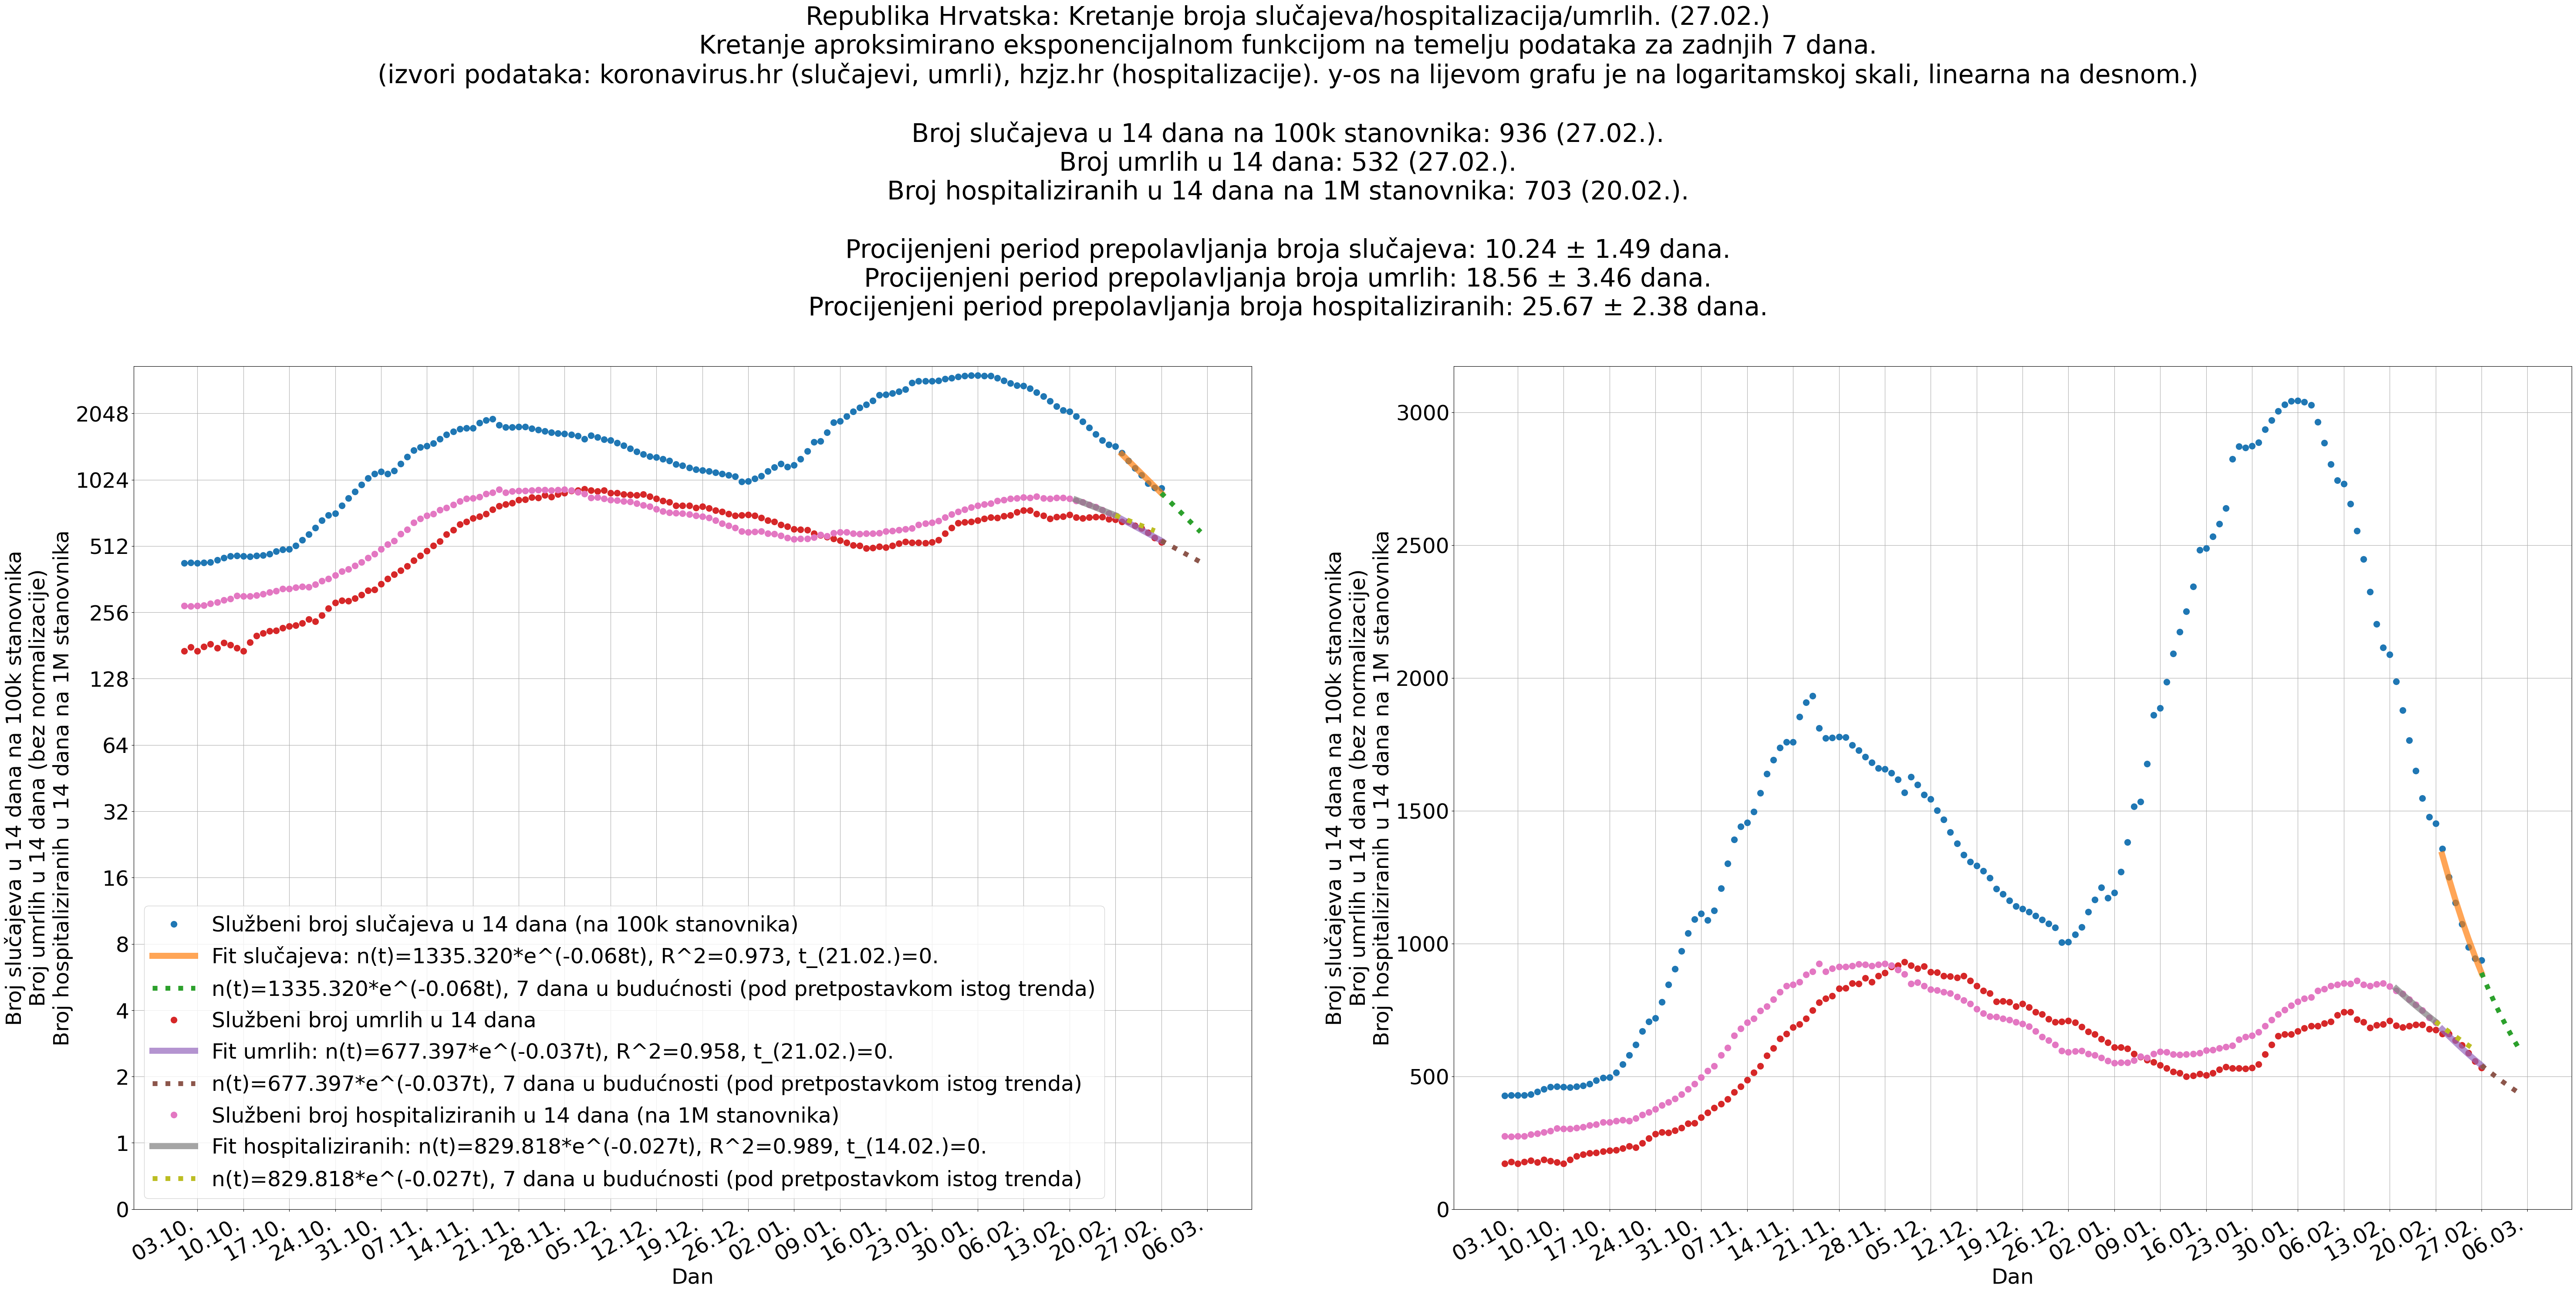 Republika Hrvatska: Kretanje broja slučajeva/hospitalizacija/umrlih. (27.02.)
Kretanje aproksimirano eksponencijalnom funkcijom na temelju podataka za zadnjih 7 dana.
(izvori podataka: koronavirus.hr (slučajevi, umrli), hzjz.hr (hospitalizacije). y-os na lijevom grafu je na logaritamskoj skali, linearna na desnom.)
Broj slučajeva u 14 dana na 100k stanovnika: 936 (27.02.).
Broj umrlih u 14 dana: 532 (27.02.).
Broj hospitaliziranih u 14 dana na 1M stanovnika: 703 (20.02.).
Procijenjeni period prepolavljanja broja slučajeva: 10.24 ± 1.49 dana.
Procijenjeni period prepolavljanja broja umrlih: 18.56 ± 3.46 dana.
Procijenjeni period prepolavljanja broja hospitaliziranih: 25.67 ± 2.38 dana.
Broj slučajeva u 14 dana na 100k stanovnika
Broj umrlih u 14 dana (bez normalizacije)
Broj hospitaliziranih u 14 dana na 1M stanovnika
2048
1024
512
256
128
64
32
16
8
4
2
1
0
Službeni broj slučajeva u 14 dana (na 100k stanovnika)
Fit slučajeva: n(t)=1335.320*e^(-0.068t), R^2=0.973, t_(21.02.)=0.
n(t)=1335.320*e^(-0.068t), 7 dana u budućnosti (pod pretpostavkom istog trenda)
Službeni broj umrlih u 14 dana
Fit umrlih: n(t)=677.397*e^(-0.037t), R^2=0.958, t_(21.02.)=0.
n(t)=677.397*e^(-0.037t), 7 dana u budućnosti (pod pretpostavkom istog trenda)
Službeni broj hospitaliziranih u 14 dana (na 1M stanovnika)
Fit hospitaliziranih: n(t)=829.818*e^(-0.027t), R^2=0.989, t_(14.02.)=0.
n(t)=829.818*e^(-0.027t), 7 dana u budućnosti (pod pretpostavkom istog trenda)
03.10. 10.10. 17.10. 24.10. 31.10. 07.11. 14.11. 21.11. 28.11. 05.12. 12.12. 19.12. 26.12. 02.01. 09.01. 16.01. 23.01. 30.01. 06.02. 13.02. 20.02. 27.02. 06.03.
Dan
Broj slučajeva u 14 dana na 100k stanovnika
Broj umrlih u 14 dana (bez normalizacije)
Broj hospitaliziranih u 14 dana na 1M stanovnika
3000
2500
2000
1500
1000
500
0
03.10. 10.10. 17.10. 24.10. 31.10. 07.11. 14.11. 21.11. 28.11. 05.12. 12.12. 19.12. 26.12. 02.01. 09.01. 16.01. 23.01. 30.01. 06.02. 13.02. 20.02. 27.02. 06.03.
Dan